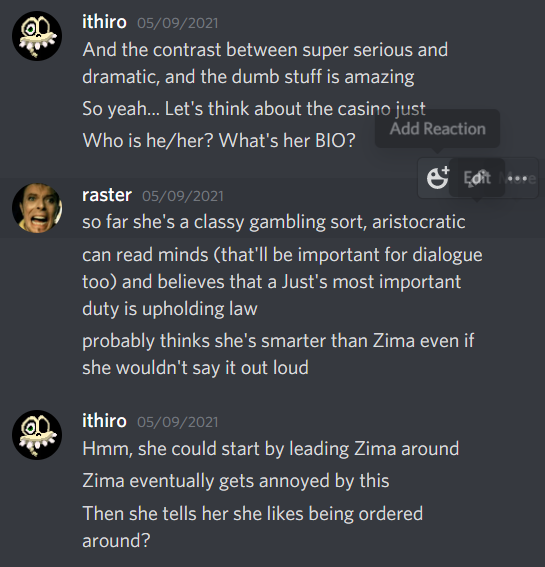 ithiro 05/09/2021
And the contrast between super serious and
dramatic, and the dumb stuff is amazing
So yeah... Let's think about the casino just
Who is he/her? What's her BIO?
Add Reaction
Edit
More
raster 05/09/2021
so far she's a classy gambling sort, aristocratic
can read minds (that'll be important for dialogue
too) and believes that a Just's most important
duty is upholding law
probably thinks she's smarter than Zima even if
she wouldn't say it out loud
ithiro 05/09/2021
Hmm, she could start by leading Zima around
Zima eventually gets annoyed by this
Then she tells her she likes being ordered
around?